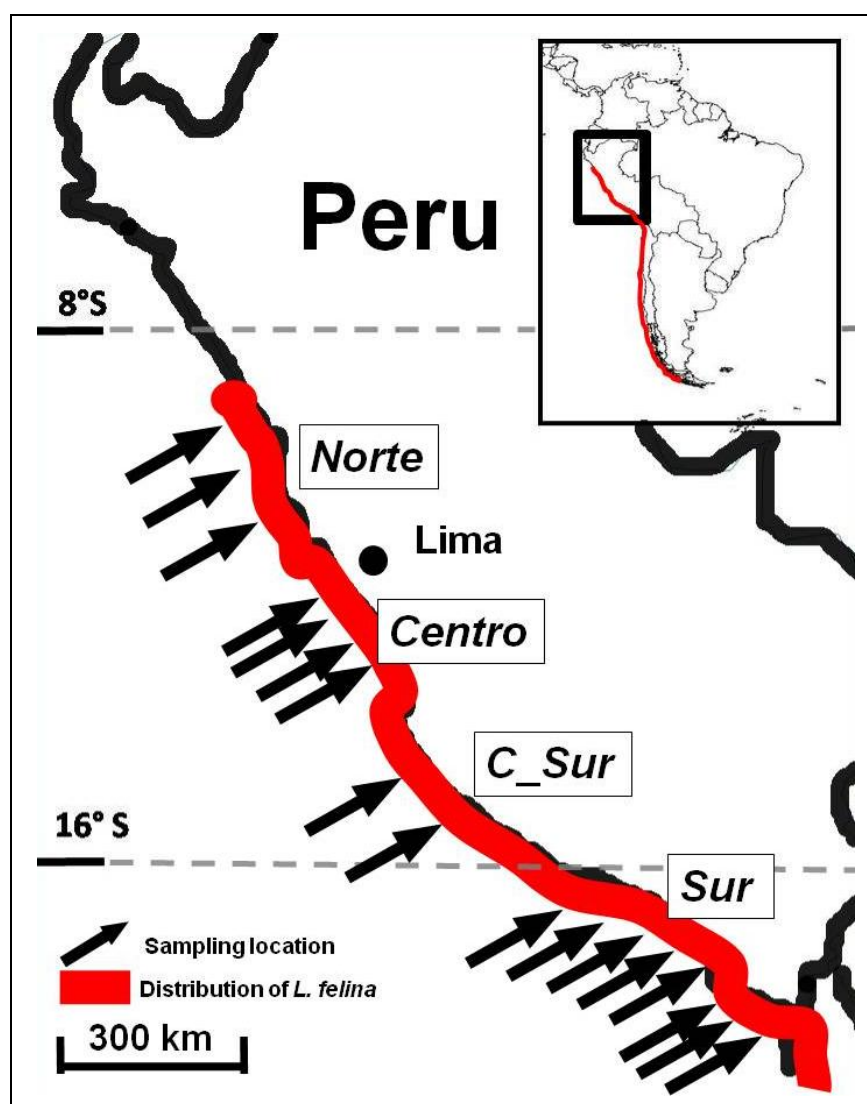 Peru
8°S
Norte
Lima
Centro
C_Sur
16° S
Sur
Sampling location
Distribution of L. felina
300 km